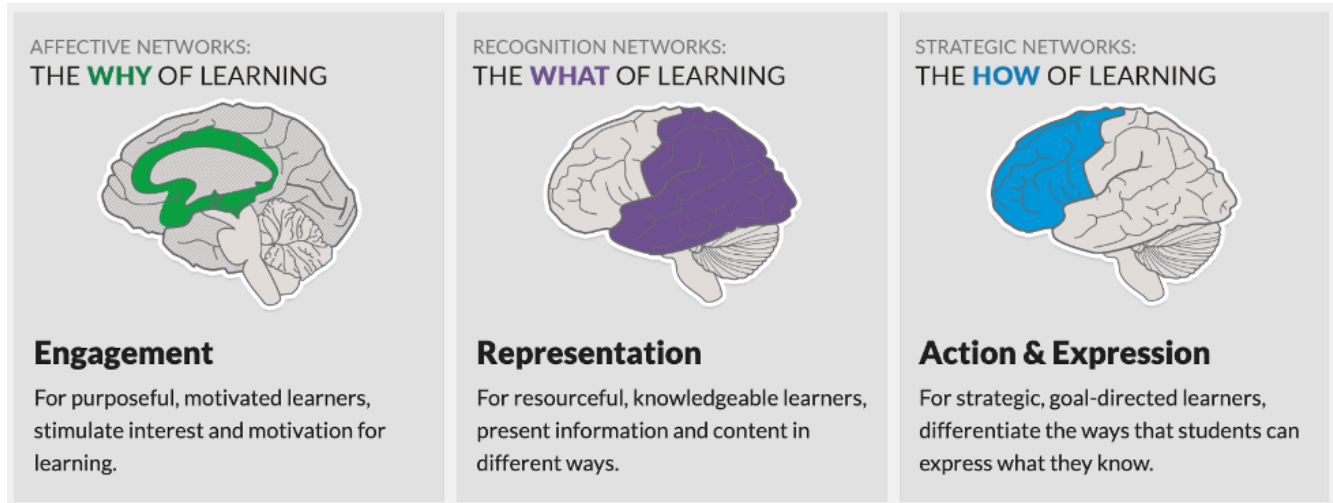 AFFECTIVE NETWORKS:
THE WHY OF LEARNING
Engagement
For purposeful, motivated learners,
stimulate interest and motivation for
learning.
RECOGNITION NETWORKS:
THE WHAT OF LEARNING
Representation
For resourceful, knowledgeable learners,
present information and content in
different ways.
STRATEGIC NETWORKS:
THE HOW OF LEARNING
Action & Expression
For strategic, goal-directed learners,
differentiate the ways that students can
express what they know.